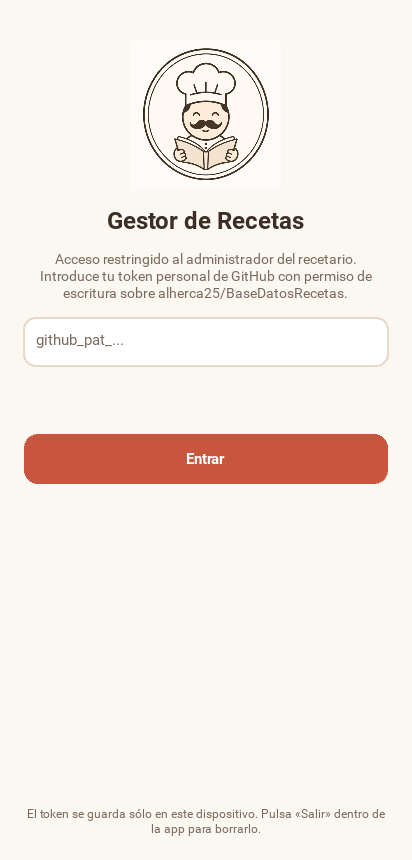 Gestor de Recetas
Acceso restringido al administrador del recetario.
Introduce tu token personal de GitHub con permiso de
escritura sobre alherca25/BaseDatosRecetas.
github_pat_...
Entrar
El token se guarda sólo en este dispositivo. Pulsa «Salir» dentro de
la app para borrarlo.